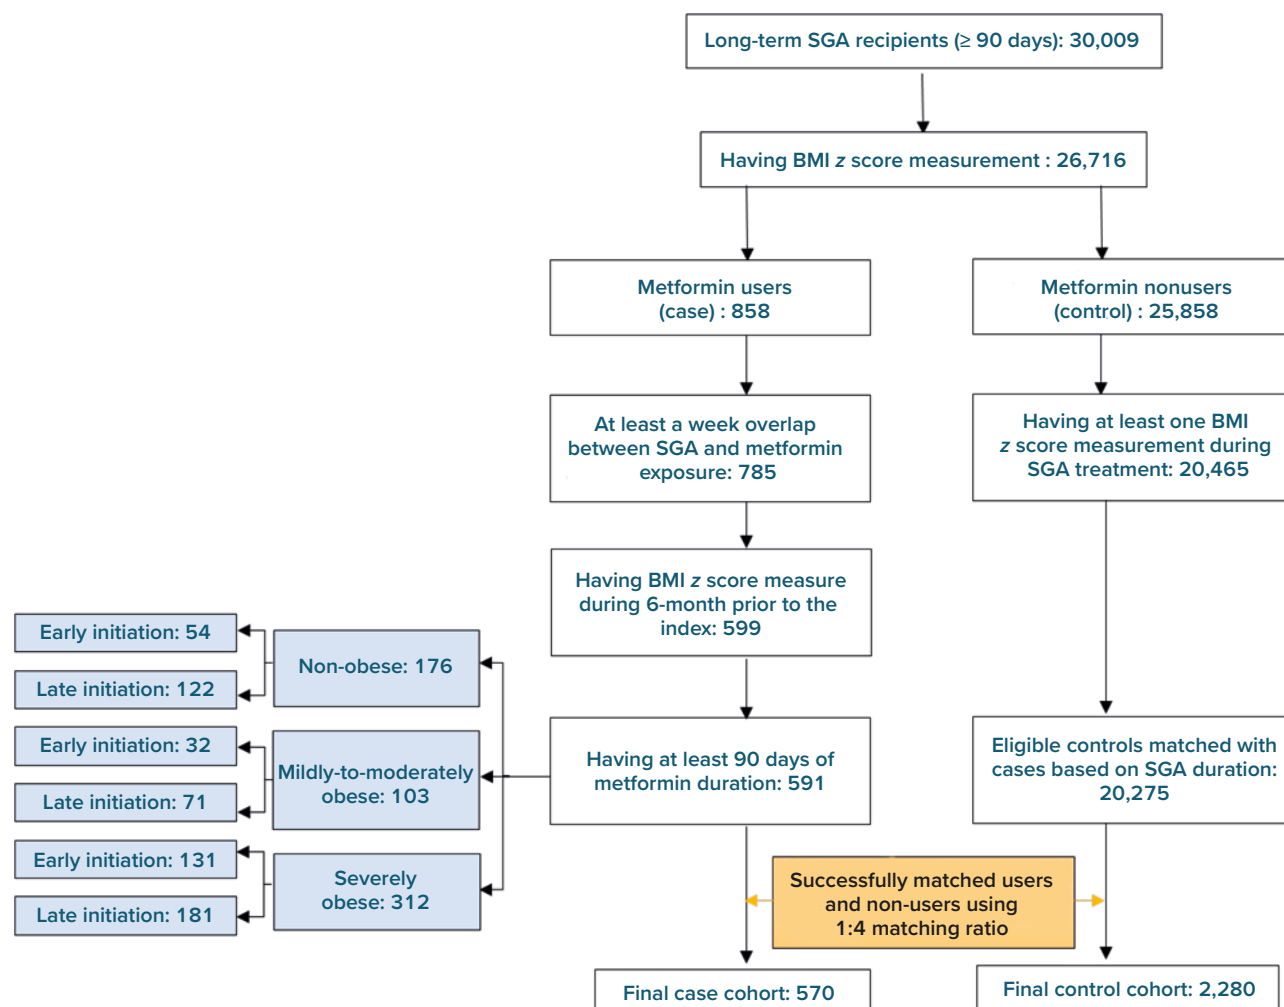 Long-term SGA recipients (≥ 90 days): 30,009
Having BMI z score measurement : 26,716
Metformin users
(case) : 858
Metformin nonusers
(control) : 25,858
At least a week overlap
between SGA and metformin
exposure: 785
Having at least one BMI
z score measurement during
SGA treatment: 20,465
Having BMI z score measure
during 6-month prior to the
index: 599
Early initiation: 54
Late initiation: 122
Non-obese: 176
Early initiation: 32
Late initiation: 71
Mildly-to-moderately
obese: 103
Early initiation: 131
Late initiation: 181
Severely
obese: 312
Having at least 90 days of
metformin duration: 591
Eligible controls matched with
cases based on SGA duration:
20,275
Successfully matched users
and non-users using
1:4 matching ratio
Final case cohort: 570
Final control cohort: 2,280